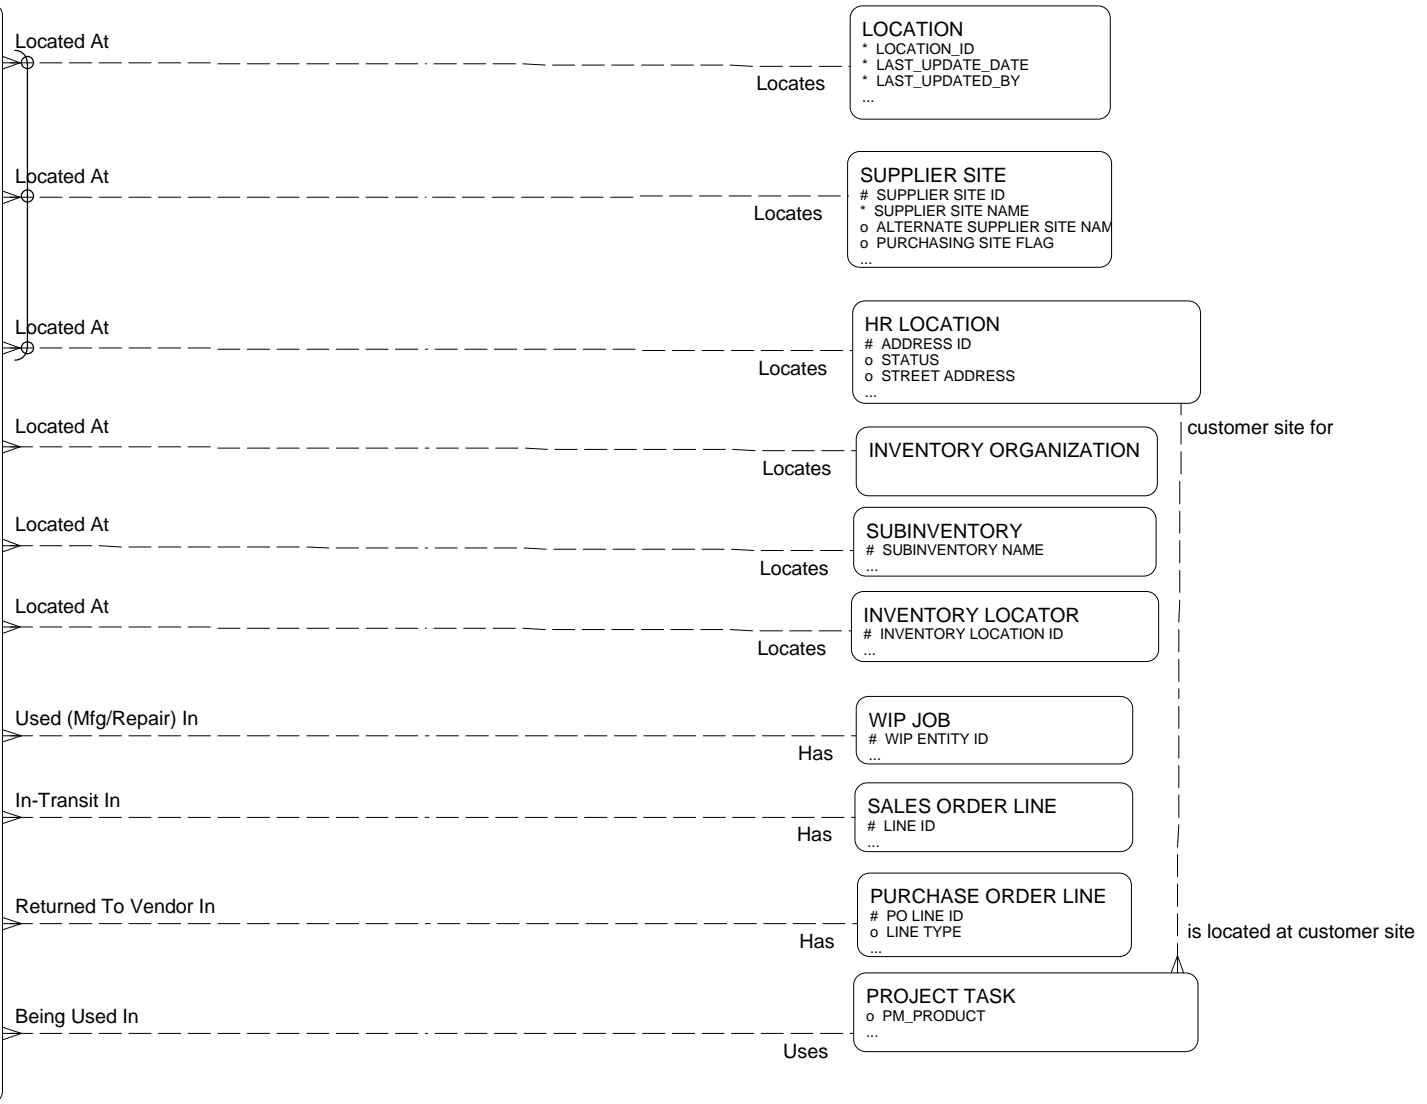 Located At
LOCATION
* LOCATION_ID
* LAST_UPDATE_DATE
* LAST_UPDATED_BY
...
Locates
Located At
SUPPLIER SITE
# SUPPLIER SITE ID
* SUPPLIER SITE NAME
o ALTERNATE SUPPLIER SITE NAM
o PURCHASING SITE FLAG
...
Locates
Located At
HR LOCATION
# ADDRESS ID
o STATUS
o STREET ADDRESS
...
Locates
customer site for
Located At
INVENTORY ORGANIZATION
Locates
Located At
SUBINVENTORY
# SUBINVENTORY NAME
...
Locates
Located At
INVENTORY LOCATOR
# INVENTORY LOCATION ID
...
Locates
Used (Mfg/Repair) In
WIP JOB
# WIP ENTITY ID
...
Has
In-Transit In
SALES ORDER LINE
# LINE ID
...
Has
Returned To Vendor In
PURCHASE ORDER LINE
# PO LINE ID
o LINE TYPE
...
Has
is located at customer site
Being Used In
PROJECT TASK
o PM_PRODUCT
...
Uses